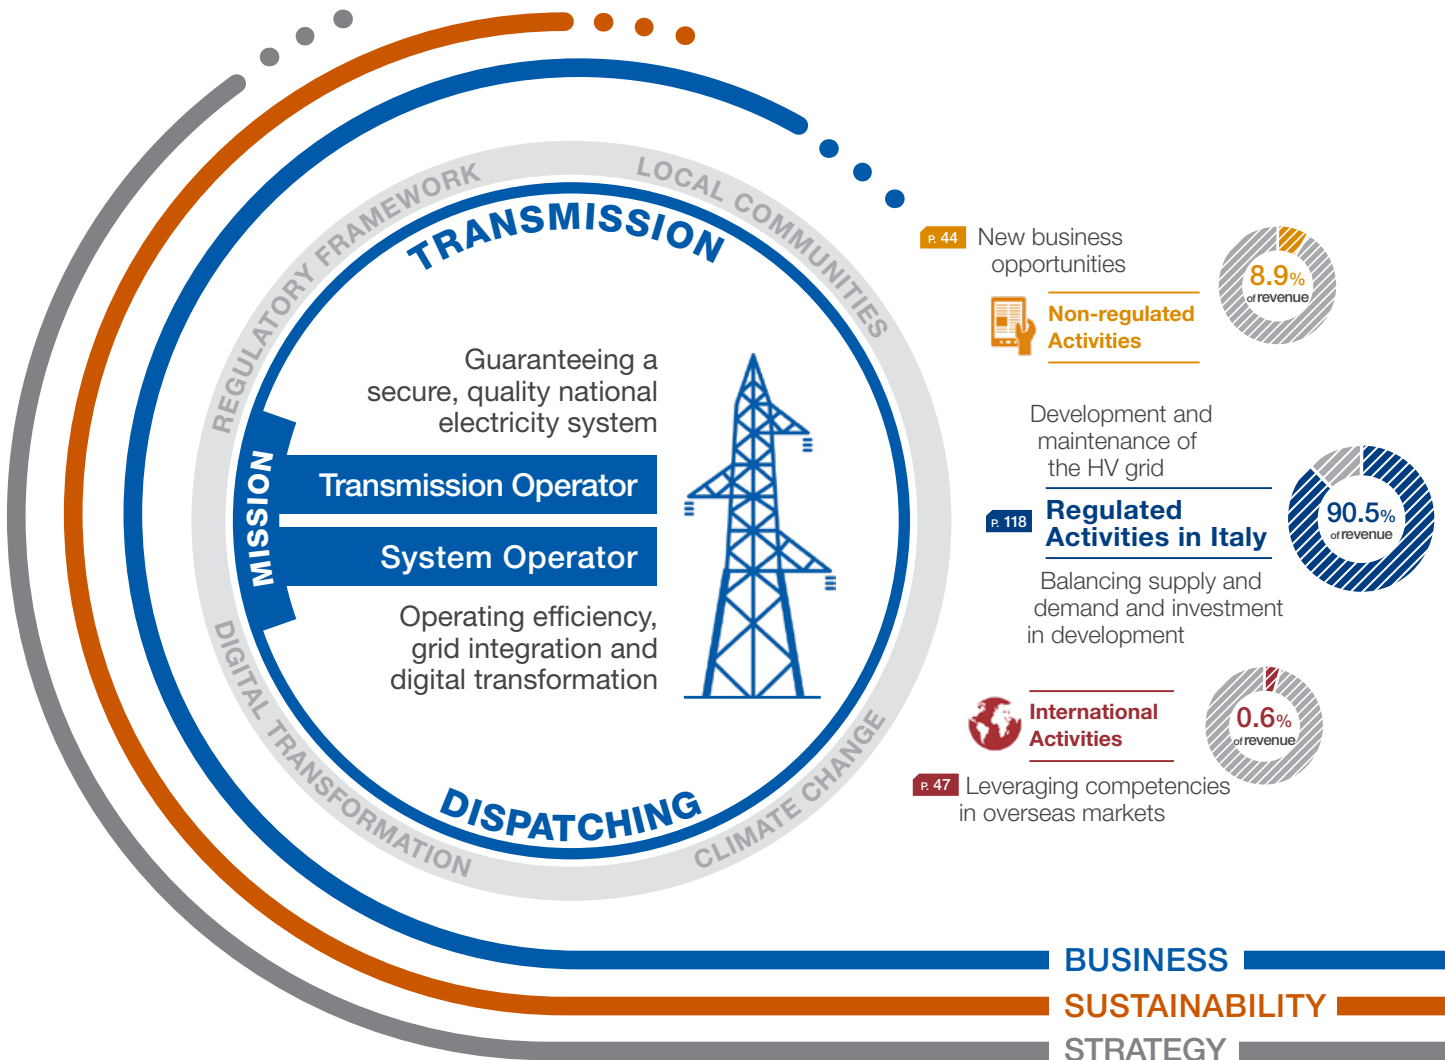 REGULATORY FRAMEWORK
LOCAL COMMUNITIES
TRANSMISSION
Guaranteeing a
secure, quality national
electricity system
MISSION
Transmission Operator
System Operator
Operating efficiency,
grid integration and
digital transformation
DISPATCHING
DIGITAL TRANSFORMATION
CLIMATE CHANGE
P. 44 New business
opportunities
Non-regulated
Activities
8.9%
of revenue
Development and
maintenance of
the HV grid
P. 118 Regulated
Activities in Italy
90.5%
of revenue
Balancing supply and
demand and investment
in development
International
Activities
0.6%
of revenue
P. 47 Leveraging competencies
in overseas markets
BUSINESS
SUSTAINABILITY
STRATEGY